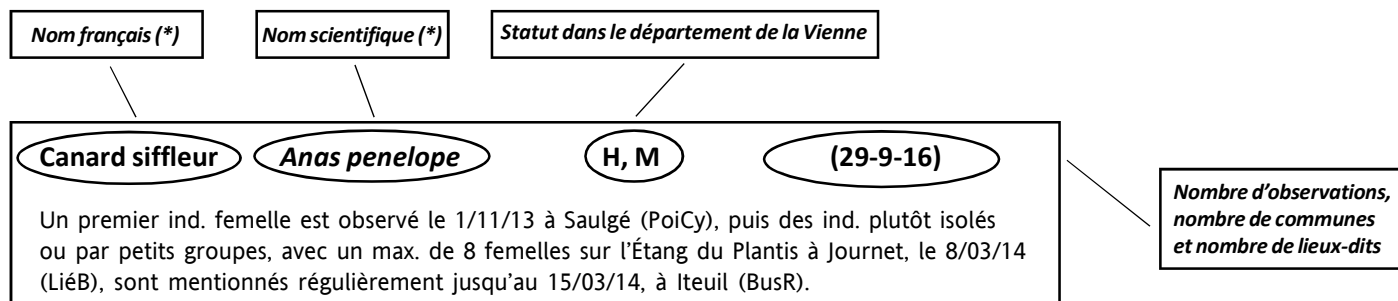 Nom français (*)
Nom scientifique (*)
Statut dans le département de la Vienne
Canard siffleur
Anas penelope
H, M
(29-9-16)
Nombre d'observations,
nombre de communes
et nombre de lieux-dits
Un premier ind. femelle est observé le 1/11/13 à Saulgé (PoiCy), puis des ind. plutôt isolés
ou par petits groupes, avec un max. de 8 femelles sur l'Étang du Plantis à Journet, le 8/03/14
(LiéB), sont mentionnés régulièrement jusqu'au 15/03/14, à Iteuil (BusR).